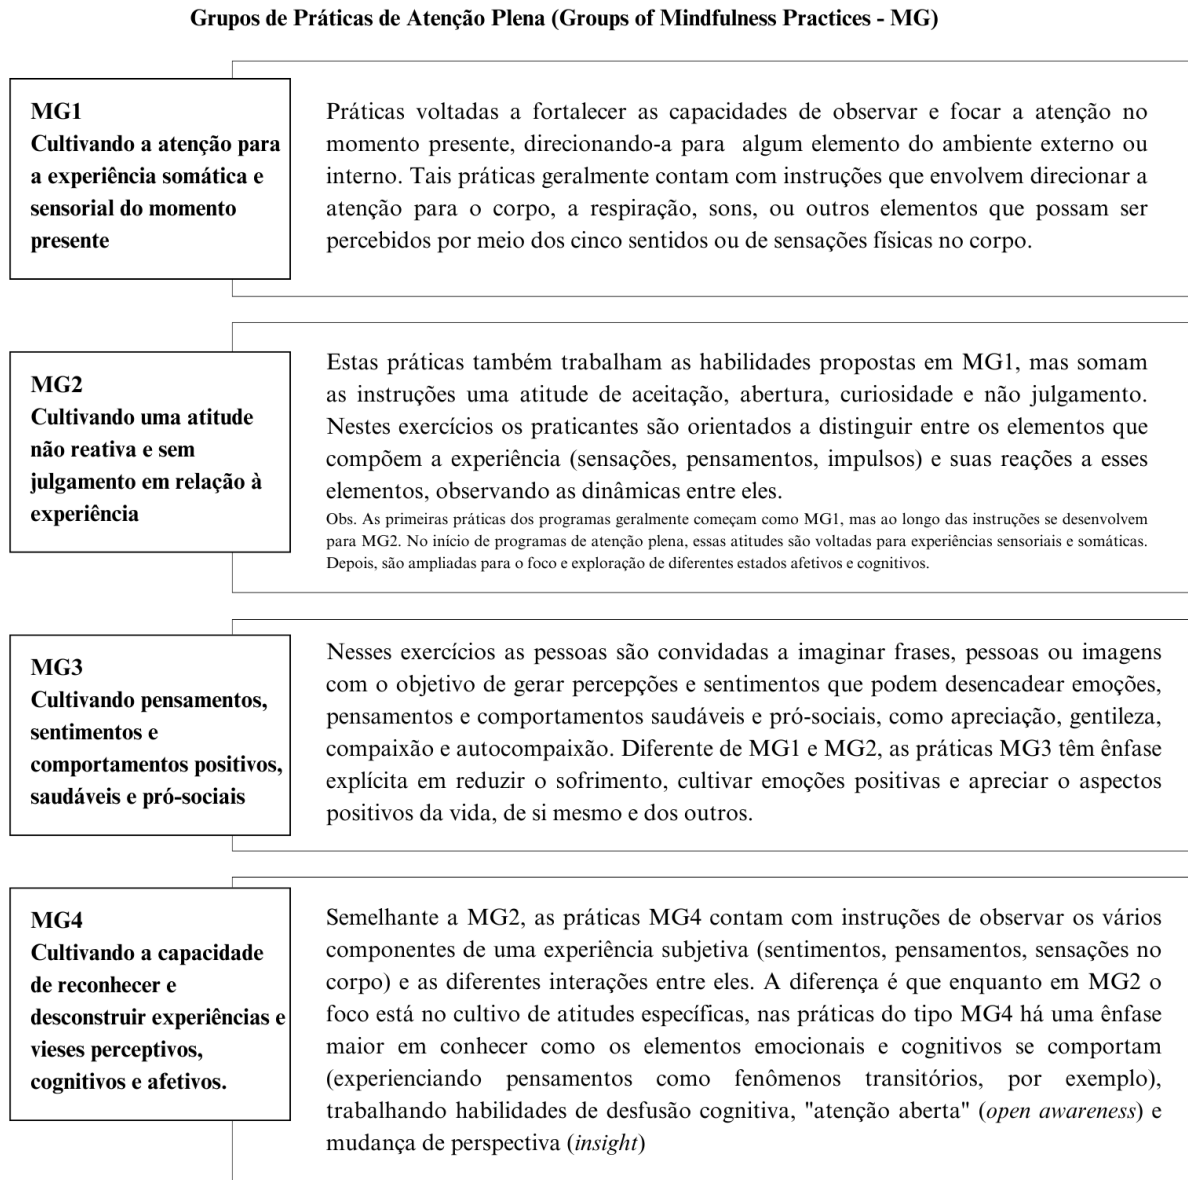 Grupos de Práticas de Atenção Plena (Groups of Mindfulness Practices - MG)
MG1
Cultivando a atenção para
a experiência somática e
sensorial do momento
presente
Práticas voltadas a fortalecer as capacidades de observar e focar a atenção no
momento presente, direcionando-a para algum elemento do ambiente externo ou
interno. Tais práticas geralmente contam com instruções que envolvem direcionar a
atenção para o corpo, a respiração, sons, ou outros elementos que possam ser
percebidos por meio dos cinco sentidos ou de sensações físicas no corpo.
MG2
Cultivando uma atitude
não reativa e sem
julgamento em relação à
experiência
Estas práticas também trabalham as habilidades propostas em MG1, mas somam
as instruções uma atitude de aceitação, abertura, curiosidade e não julgamento.
Nestes exercícios os praticantes são orientados a distinguir entre os elementos que
compõem a experiência (sensações, pensamentos, impulsos) e suas reações a esses
elementos, observando as dinâmicas entre eles.
Obs. As primeiras práticas dos programas geralmente começam como MG1, mas ao longo das instruções se desenvolvem
para MG2. No início de programas de atenção plena, essas atitudes são voltadas para experiências sensoriais e somáticas.
Depois, são ampliadas para o foco e exploração de diferentes estados afetivos e cognitivos.
MG3
Cultivando pensamentos,
sentimentos e
comportamentos positivos,
saudáveis e pró-sociais
Nesses exercícios as pessoas são convidadas a imaginar frases, pessoas ou imagens
com o objetivo de gerar percepções e sentimentos que podem desencadear emoções,
pensamentos e comportamentos saudáveis e pró-sociais, como apreciação, gentileza,
compaixão e autocompaixão. Diferente de MG1 e MG2, as práticas MG3 têm ênfase
explícita em reduzir o sofrimento, cultivar emoções positivas e apreciar o aspectos
positivos da vida, de si mesmo e dos outros.
MG4
Cultivando a capacidade
de reconhecer e
desconstruir experiências e
vieses perceptivos,
cognitivos e afetivos.
Semelhante a MG2, as práticas MG4 contam com instruções de observar os vários
componentes de uma experiência subjetiva (sentimentos, pensamentos, sensações no
corpo) e as diferentes interações entre eles. A diferença é que enquanto em MG2 o
foco está no cultivo de atitudes específicas, nas práticas do tipo MG4 há uma ênfase
maior em conhecer como os elementos emocionais e cognitivos se comportam
(experienciando pensamentos como fenômenos transitórios, por exemplo),
trabalhando habilidades de desfusão cognitiva, "atenção aberta" (open awareness) e
mudança de perspectiva (insight)